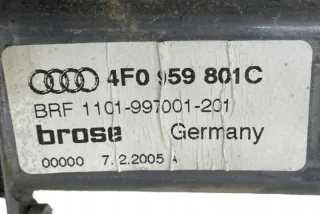 4F0 959 801C
BRF 1101-997001-201
brose Germany
00000 7.2.2005 A